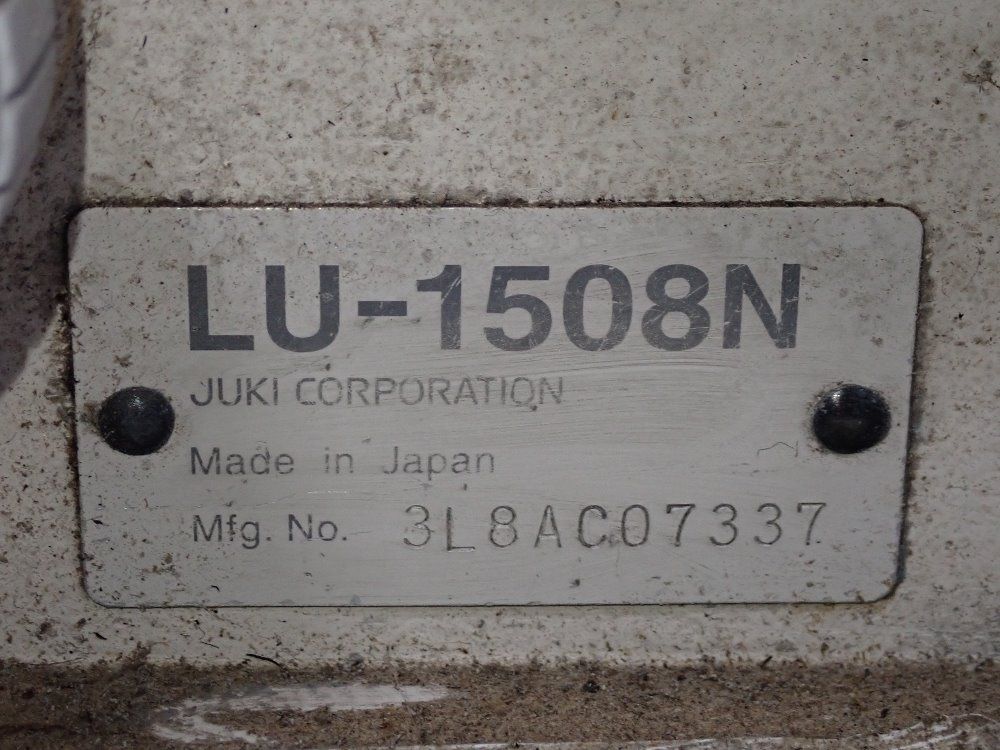 LU-1508N
JUKI CORPORATION
Made in Japan
Mfg. No. 3L8AC07337